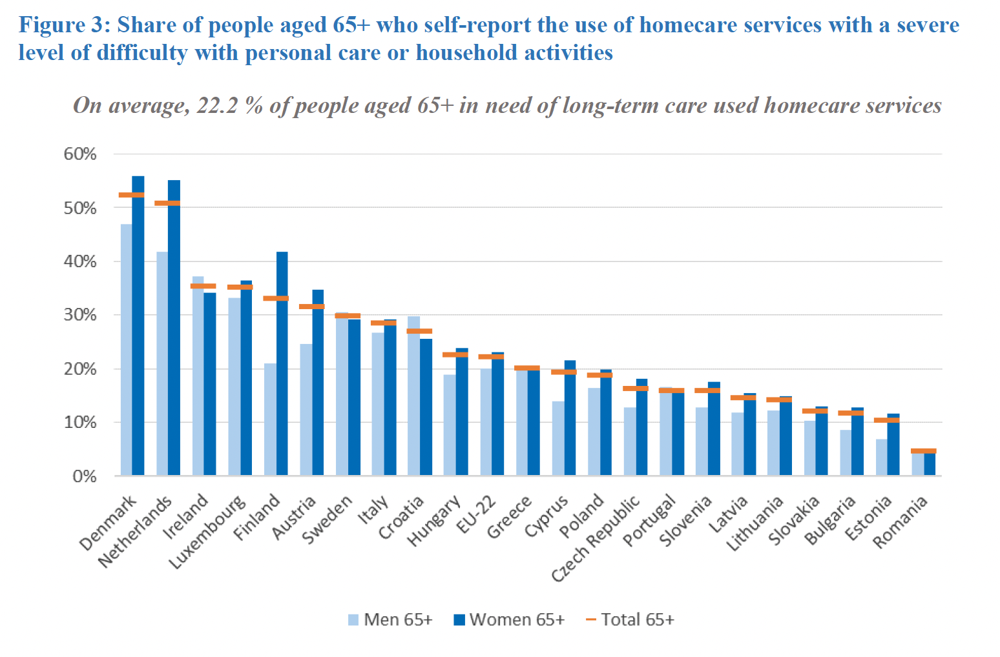 Figure 3: Share of people aged 65+ who self-report the use of homecare services with a severe
level of difficulty with personal care or household activities
On average, 22.2 % of people aged 65+ in need of long-term care used homecare services
60%
50%
40%
30%
20%
10%
0%
Denmark
Netherlands
Ireland
Luxembourg
Finland
Austria
Sweden
Italy
Croatia
Hungary
EU-22
Greece
Cyprus
Poland
Czech Republic
Portugal
Slovenia
Latvia
Lithuania
Slovakia
Bulgaria
Estonia
Romania
Men 65+ Women 65+ Total 65+